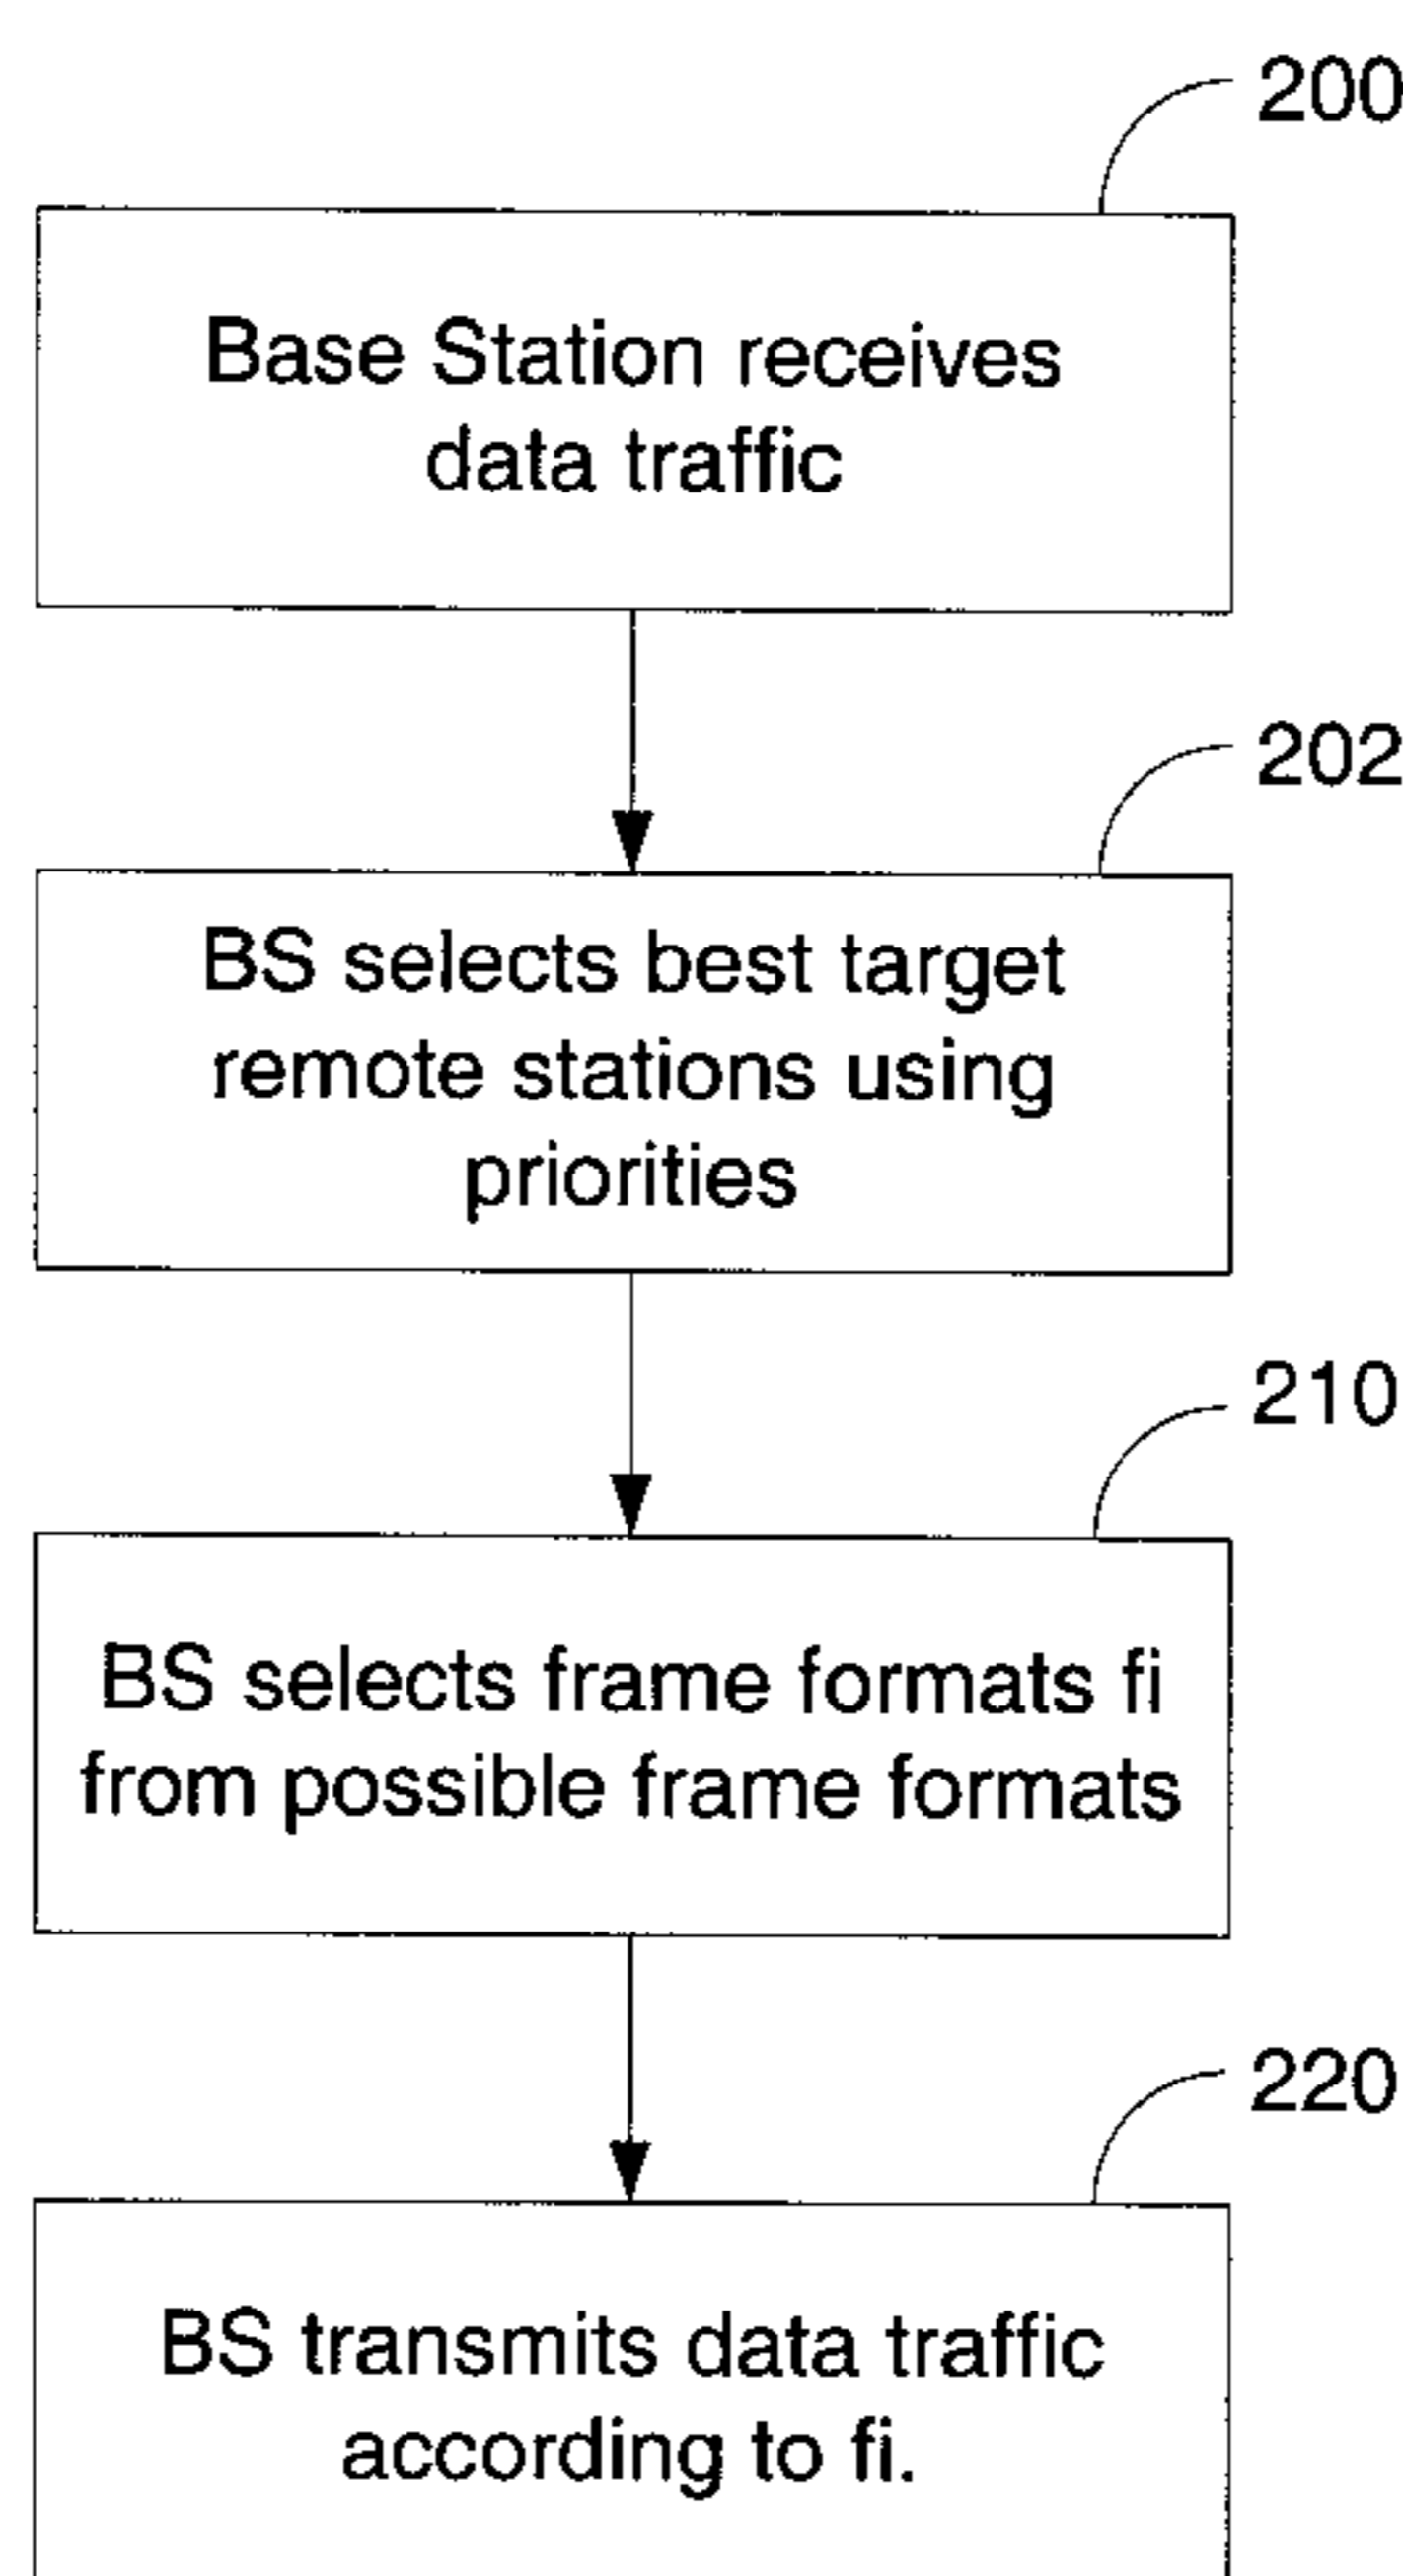 200
Base Station receives
data traffic
202
BS selects best target
remote stations using
priorities
210
BS selects frame formats fi
from possible frame formats
220
BS transmits data traffic
according to fi.